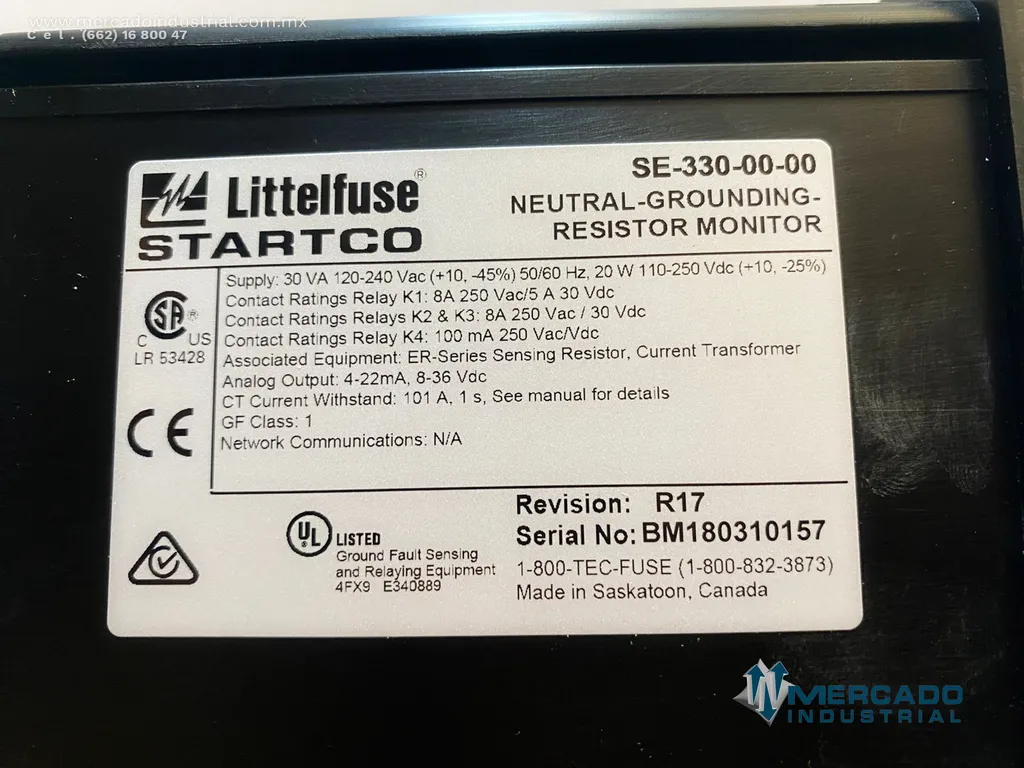 www.mercadoindustrial.com.mx
Cel. (662) 16 800 47
Littelfuse®
STARTCO
SE-330-00-00
NEUTRAL-GROUNDING-
RESISTOR MONITOR
Supply: 30 VA 120-240 Vac (+10, -45%) 50/60 Hz, 20 W 110-250 Vdc (+10, -25%)
Contact Ratings Relay K1: 8A 250 Vac/5 A 30 Vdc
Contact Ratings Relays K2 & K3: 8A 250 Vac / 30 Vdc
Contact Ratings Relay K4: 100 mA 250 Vac/Vdc
Associated Equipment: ER-Series Sensing Resistor, Current Transformer
Analog Output: 4-22mA, 8-36 Vdc
CT Current Withstand: 101 A, 1 s, See manual for details
GF Class: 1
Network Communications: N/A
SA®
C US
LR 53428
CE
UL LISTED
Ground Fault Sensing
and Relaying Equipment
4FX9 E340889
Revision: R17
Serial No: BM180310157
1-800-TEC-FUSE (1-800-832-3873)
Made in Saskatoon, Canada
MERCADO
INDUSTRIAL